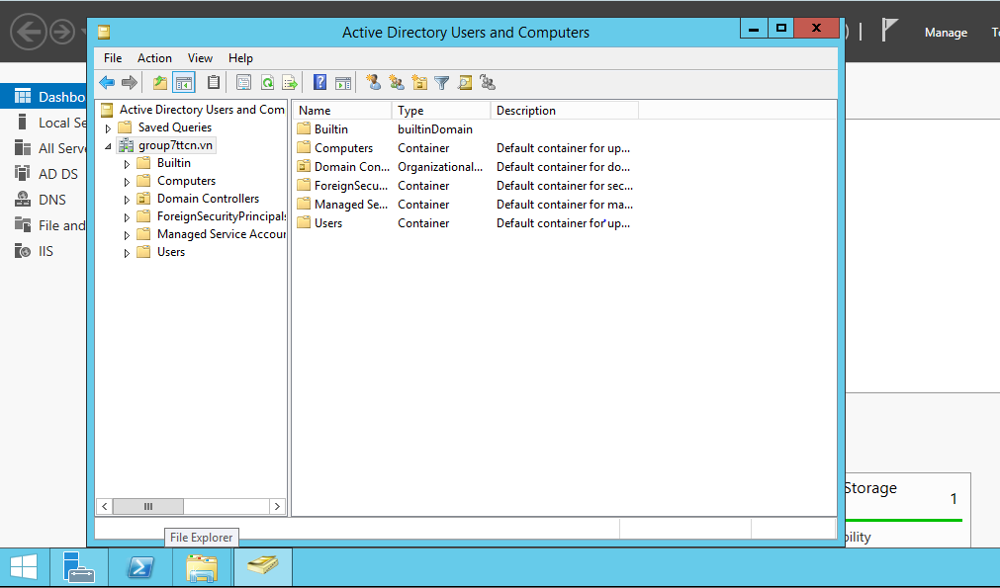 Active Directory Users and Computers
Manage
File Action View Help
Active Directory Users and Com
Saved Queries
group7ttcn.vn
Builtin
Computers
Domain Controllers
ForeignSecurityPrincipals
Managed Service Accour
Users
Name Type Description
Builtin builtinDomain
Computers Container Default container for up...
Domain Con... Organizational... Default container for do...
ForeignSecu... Container Default container for sec...
Managed Se... Container Default container for ma...
Users Container Default container for up...
Dashbo
Local Se
All Serve
AD DS
DNS
File and
IIS
Storage
1
bility
File Explorer